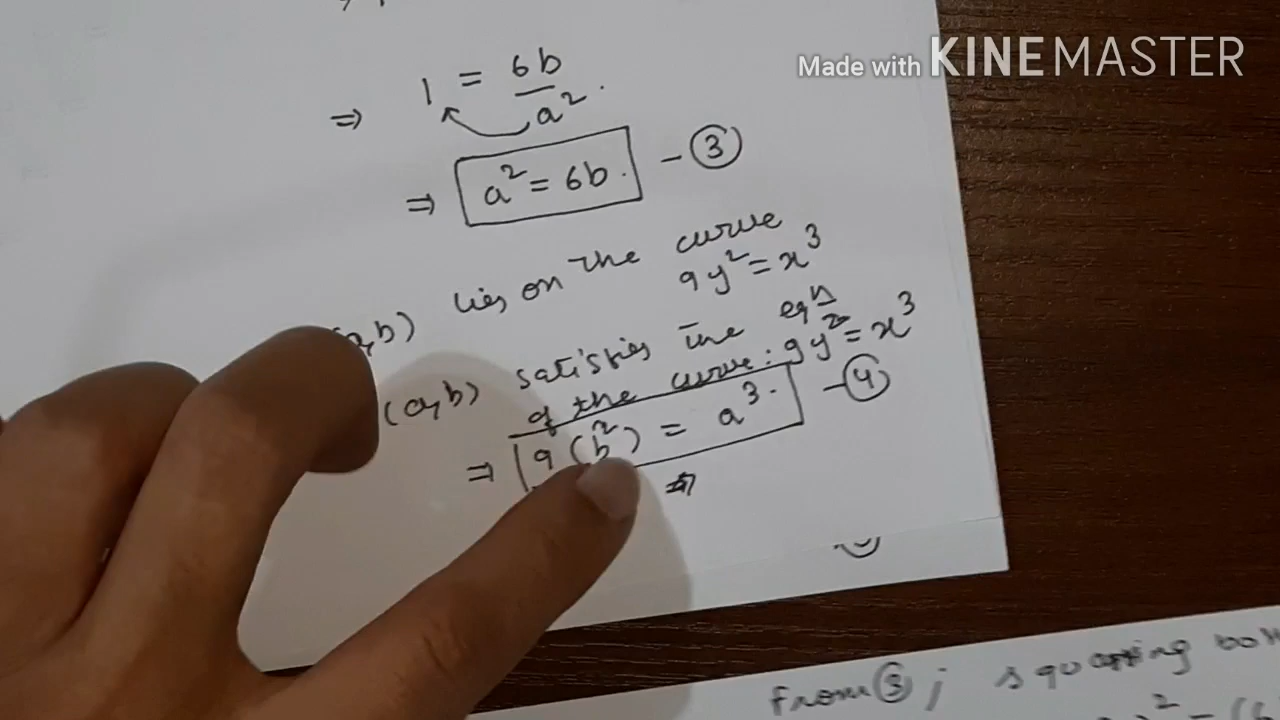 Made with KINEMASTER
⇒ 1 = 6b/a².
⇒ a² = 6b. - ③
(a,b) lies on the curve
9y² = x³
(a,b) satisfies the eqn
of the curve: 9y² = x³
⇒ 9(b²) = a³. - ④
from ③; squaring